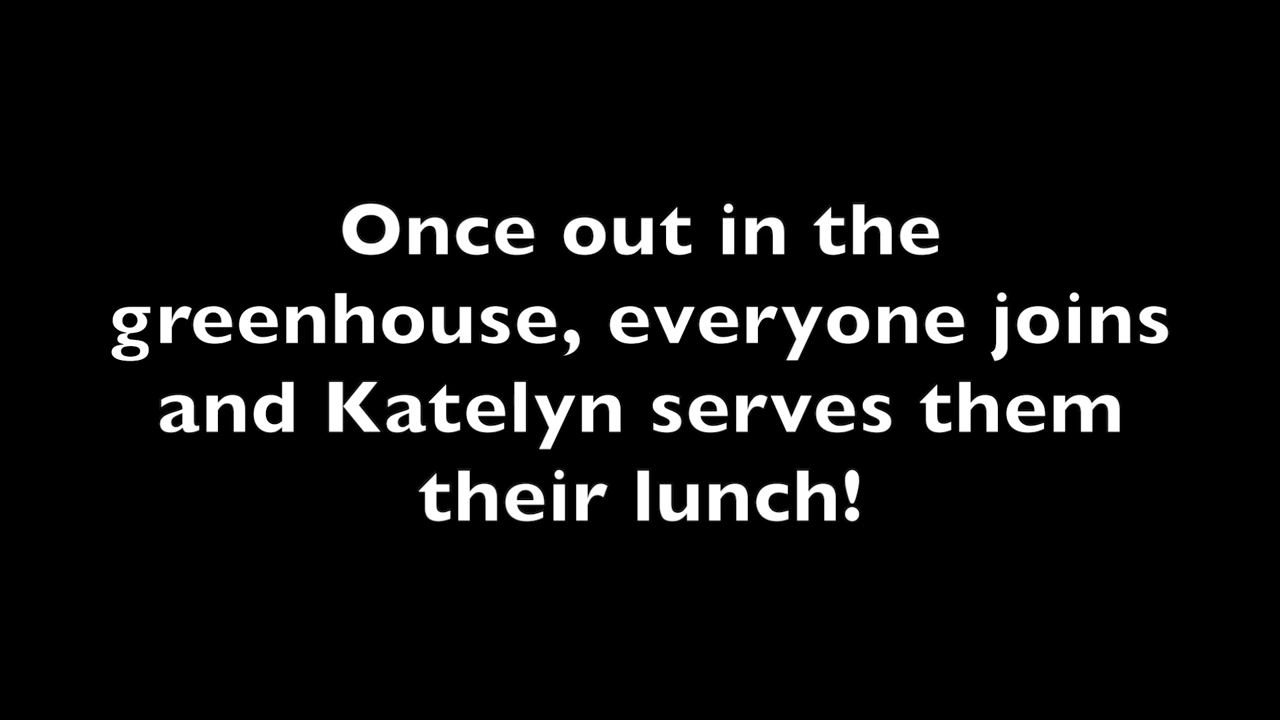 Once out in the
greenhouse, everyone joins
and Katelyn serves them
their lunch!